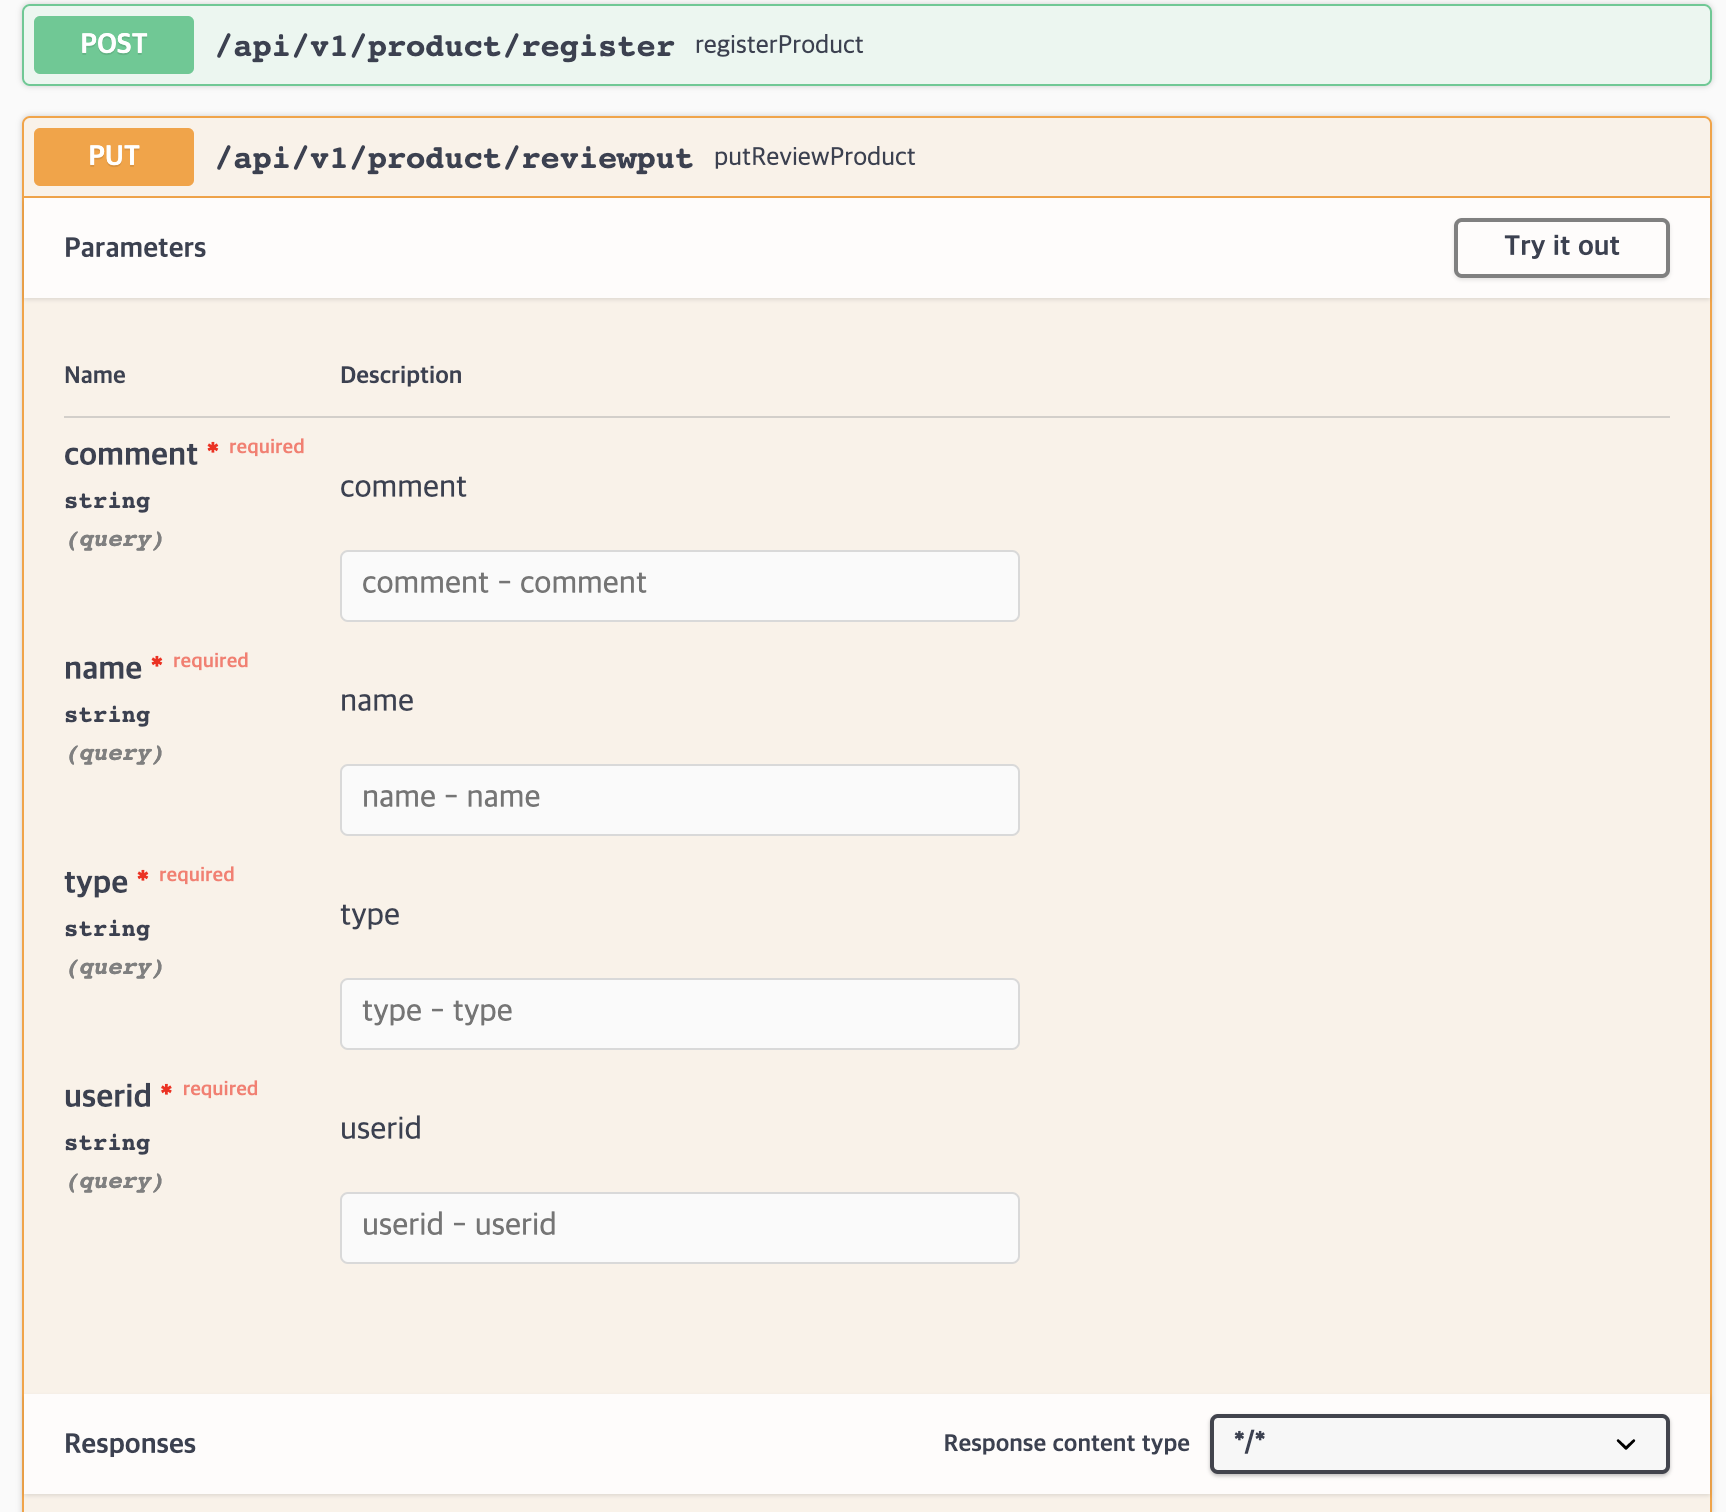 POST /api/v1/product/register registerProduct
PUT /api/v1/product/reviewput putReviewProduct
Parameters Try it out
Name Description
comment * required
string
(query)
comment
comment - comment
name * required
string
(query)
name
name - name
type * required
string
(query)
type
type - type
userid * required
string
(query)
userid
userid - userid
Responses Response content type */*